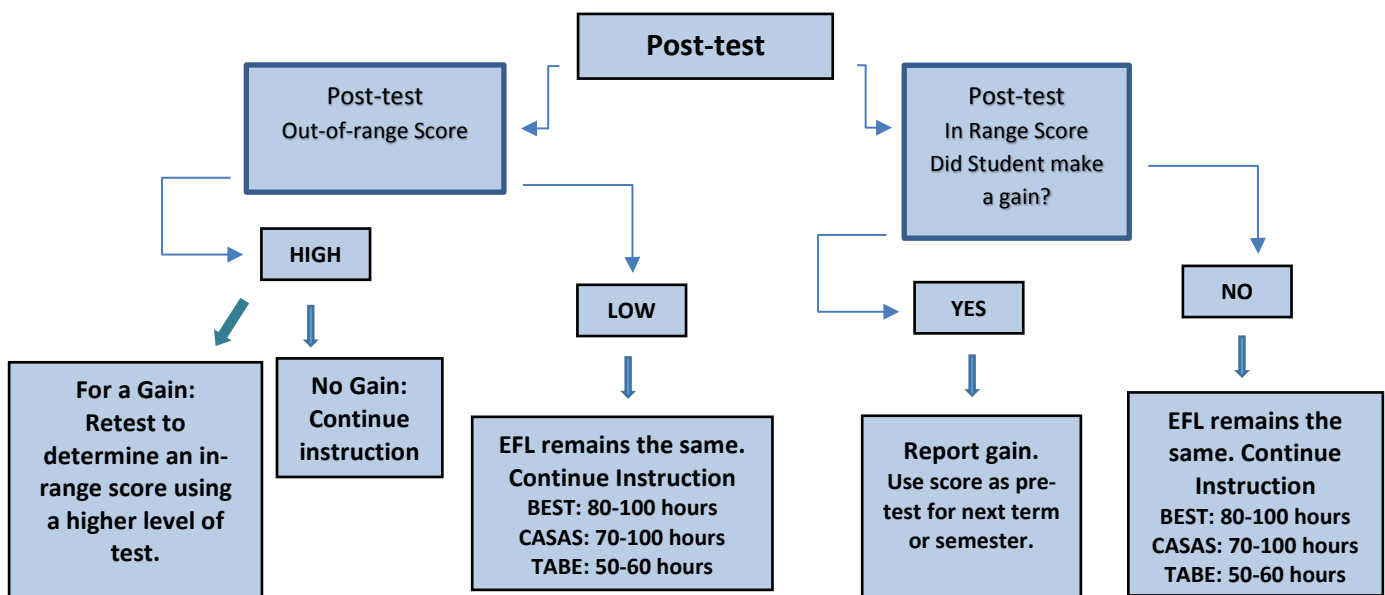 Post-test
Post-test
Out-of-range Score
Post-test
In Range Score
Did Student make
a gain?
HIGH
LOW
YES
NO
For a Gain:
Retest to
determine an in-
range score using
a higher level of
test.
No Gain:
Continue
instruction
EFL remains the same.
Continue Instruction
BEST: 80-100 hours
CASAS: 70-100 hours
TABE: 50-60 hours
Report gain.
Use score as pre-
test for next term
or semester.
EFL remains the
same. Continue
Instruction
BEST: 80-100 hours
CASAS: 70-100 hours
TABE: 50-60 hours